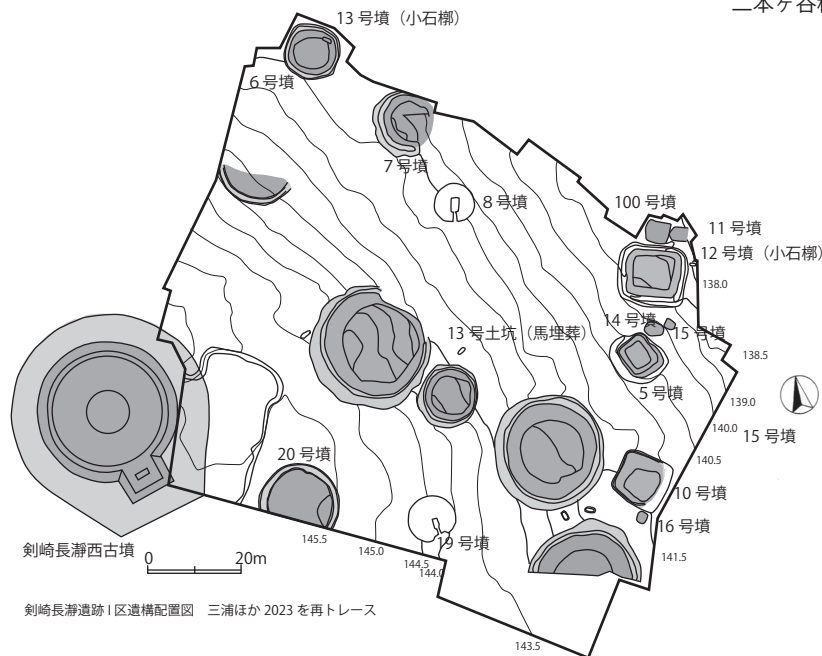 二本ヶ谷
13 号墳（小石槨）
6 号墳
7 号墳
8 号墳
100 号墳
11 号墳
12 号墳（小石槨）
138.0
14 号墳
15 号墳
13 号土坑（馬埋葬）
138.5
5 号墳
139.0
140.0
15 号墳
140.5
20 号墳
10 号墳
16 号墳
19 号墳
141.5
145.5
145.0
144.5
144.0
剣崎長瀞西古墳
0
20m
剣崎長瀞遺跡Ⅰ区遺構配置図　三浦ほか 2023 を再トレース
143.5